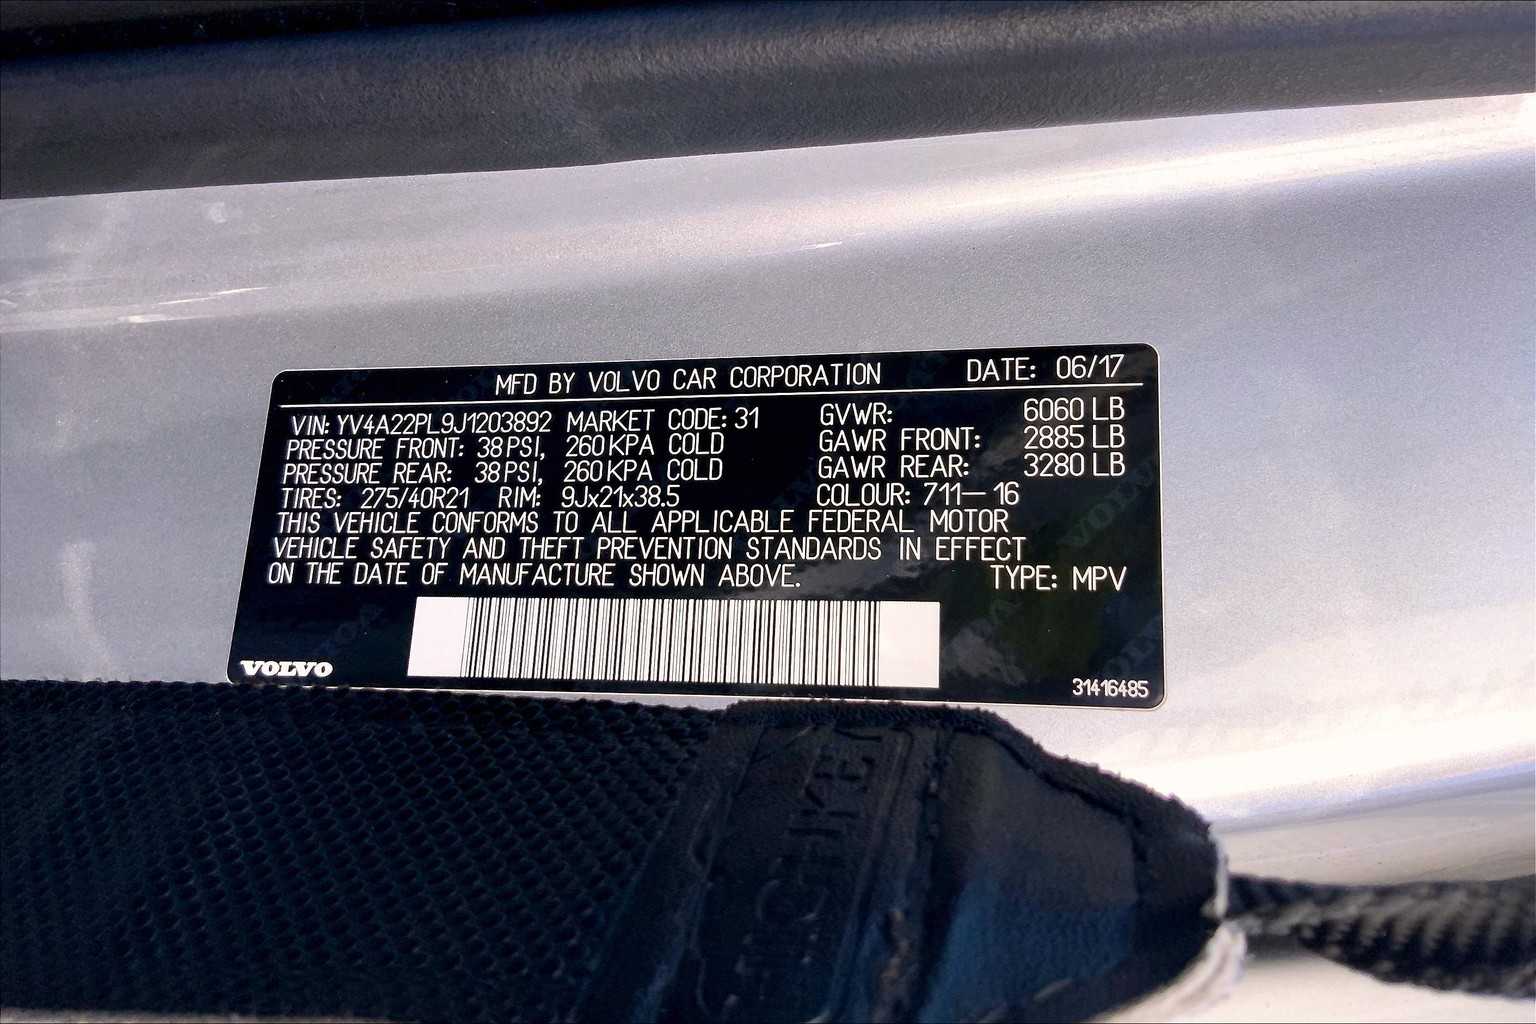 MFD BY VOLVO CAR CORPORATION DATE: 06/17
VIN: YV4A22PL9J1203892 MARKET CODE: 31 GVWR: 6060 LB
PRESSURE FRONT: 38 PSI, 260 KPA COLD GAWR FRONT: 2885 LB
PRESSURE REAR: 38 PSI, 260 KPA COLD GAWR REAR: 3280 LB
TIRES: 275/40R21 RIM: 9Jx21x38.5 COLOUR: 711-16
THIS VEHICLE CONFORMS TO ALL APPLICABLE FEDERAL MOTOR
VEHICLE SAFETY AND THEFT PREVENTION STANDARDS IN EFFECT
ON THE DATE OF MANUFACTURE SHOWN ABOVE. TYPE: MPV
VOLVO
31416485